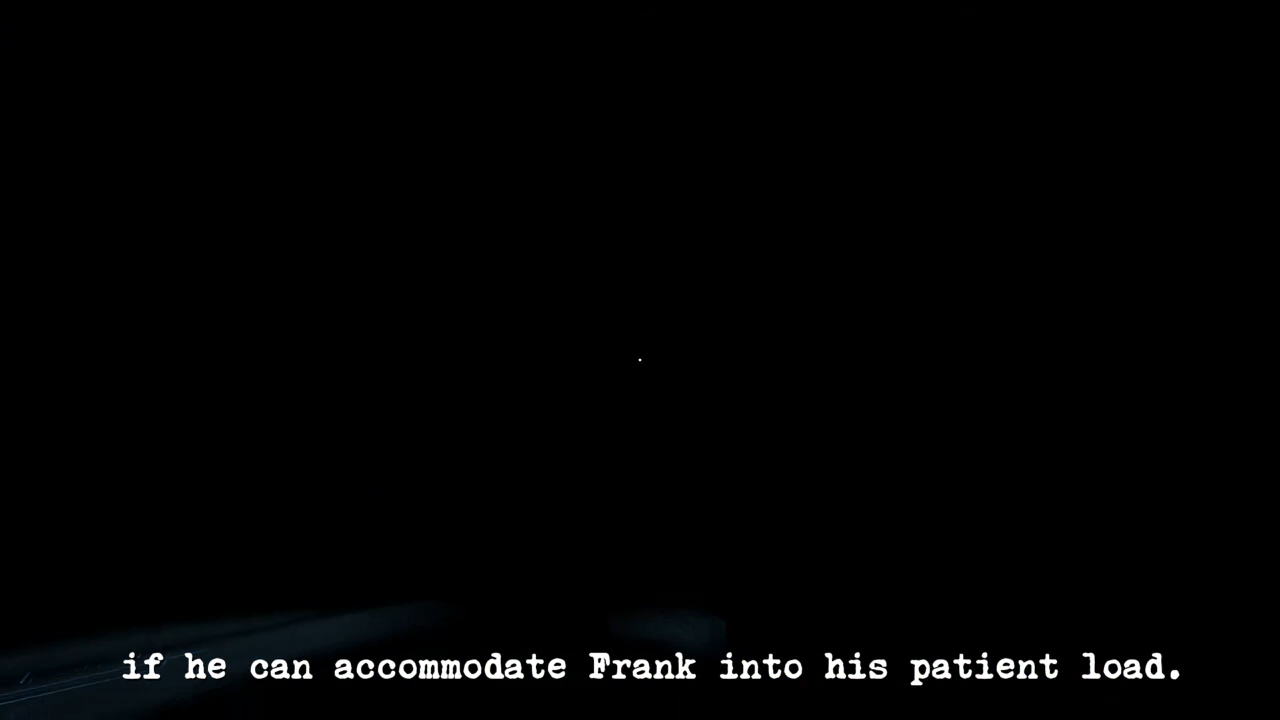 if he can accommodate Frank into his patient load.